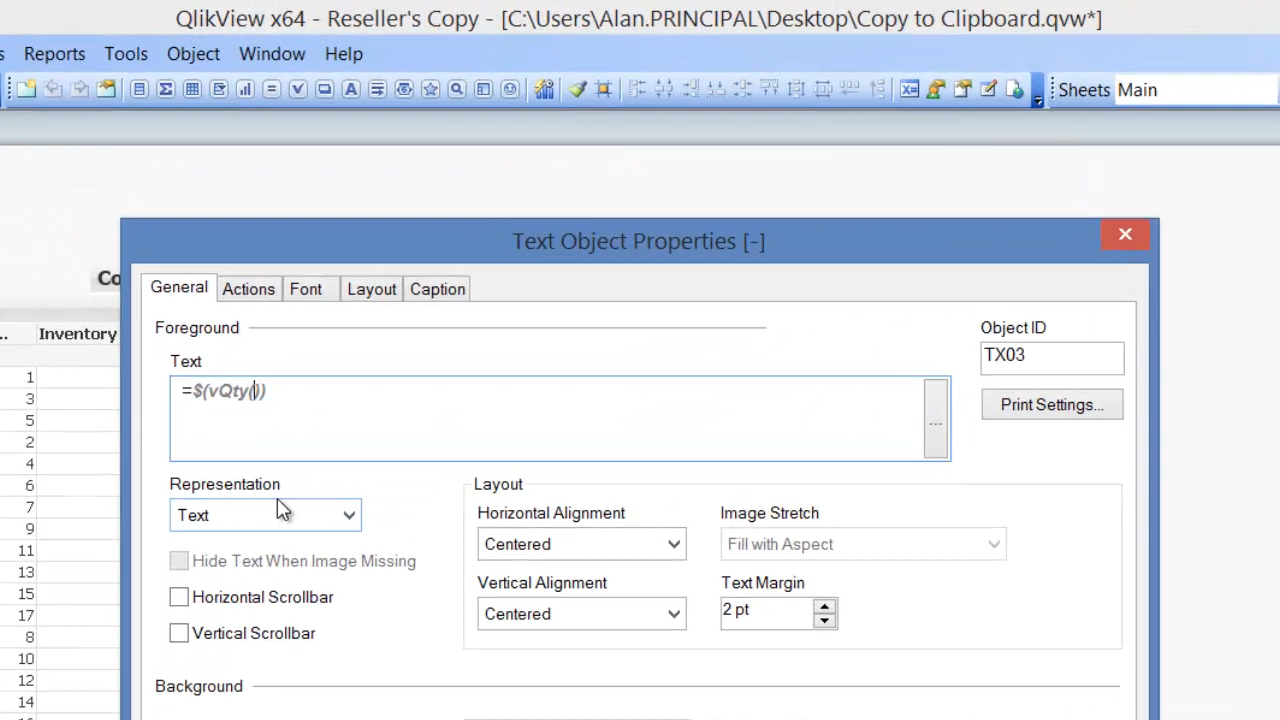 QlikView x64 - Reseller's Copy - [C:\Users\Alan.PRINCIPAL\Desktop\Copy to Clipboard.qvw*]
s Reports Tools Object Window Help
Sheets Main
Text Object Properties [-]
Co
General Actions Font Layout Caption
Foreground
Object ID
.. Inventory
Text
TX03
1
=$(vQty())
3
Print Settings...
...
5
2
4
Representation
Layout
6
Text
Horizontal Alignment
Image Stretch
7
Centered
Fill with Aspect
9
11
Hide Text When Image Missing
13
Vertical Alignment
Text Margin
15
Horizontal Scrollbar
Centered
2 pt
17
8
Vertical Scrollbar
10
12
Background
14